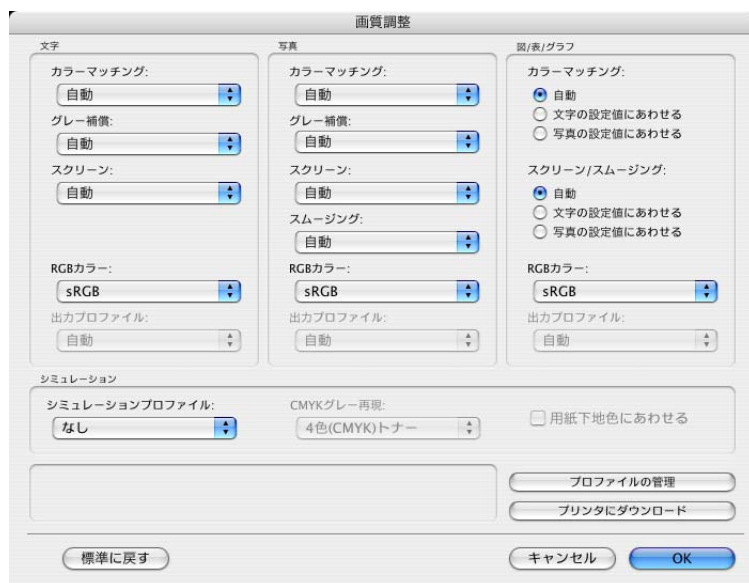 画質調整
文字
カラーマッチング:
自動
グレー補償:
自動
スクリーン:
自動
RGBカラー:
sRGB
出力プロファイル:
自動
写真
カラーマッチング:
自動
グレー補償:
自動
スクリーン:
自動
スムージング:
自動
RGBカラー:
sRGB
出力プロファイル:
自動
図/表/グラフ
カラーマッチング:
自動
文字の設定値にあわせる
写真の設定値にあわせる
スクリーン/スムージング:
自動
文字の設定値にあわせる
写真の設定値にあわせる
RGBカラー:
sRGB
出力プロファイル:
自動
シミュレーション
シミュレーションプロファイル:
なし
CMYKグレー再現:
4色(CMYK)トナー
用紙下地色にあわせる
プロファイルの管理
プリンタにダウンロード
標準に戻す
キャンセル
OK